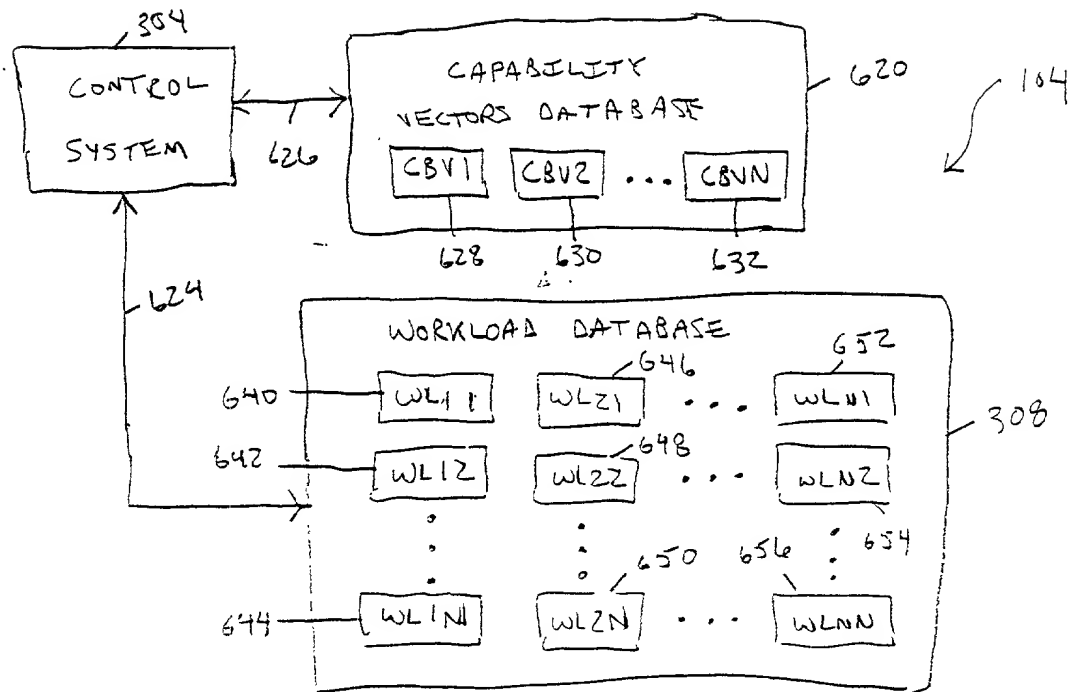 304
CONTROL
SYSTEM
626
CAPABILITY
VECTORS DATABASE
CBV1 CBV2 ... CBVN
628 630 632
620
104
624
WORKLOAD DATABASE
646 652
640 WL11 WL21 ... WLN1
308
648
642 WL12 WL22 ... WLN2
654
650 656
644 WL1N WL2N ... WLNN